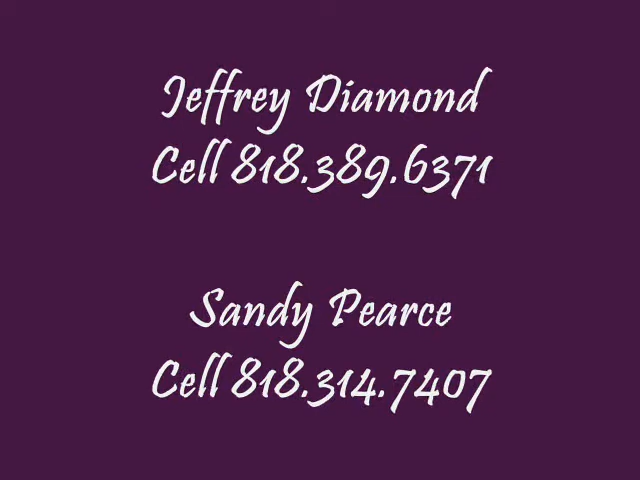 Jeffrey Diamond
Cell 818.389.6371
Sandy Pearce
Cell 818.314.7407